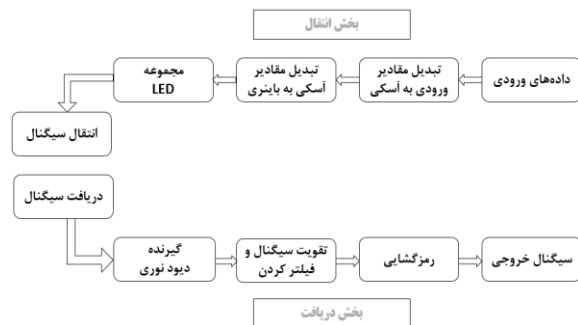 بخش انتقال
داده‌های ورودی
تبدیل مقادیر
ورودی به آسکی
تبدیل مقادیر
آسکی به باینری
مجموعه
LED
انتقال سیگنال
دریافت سیگنال
گیرنده
دیود نوری
تقویت سیگنال و
فیلتر کردن
رمزگشایی
سیگنال خروجی
بخش دریافت